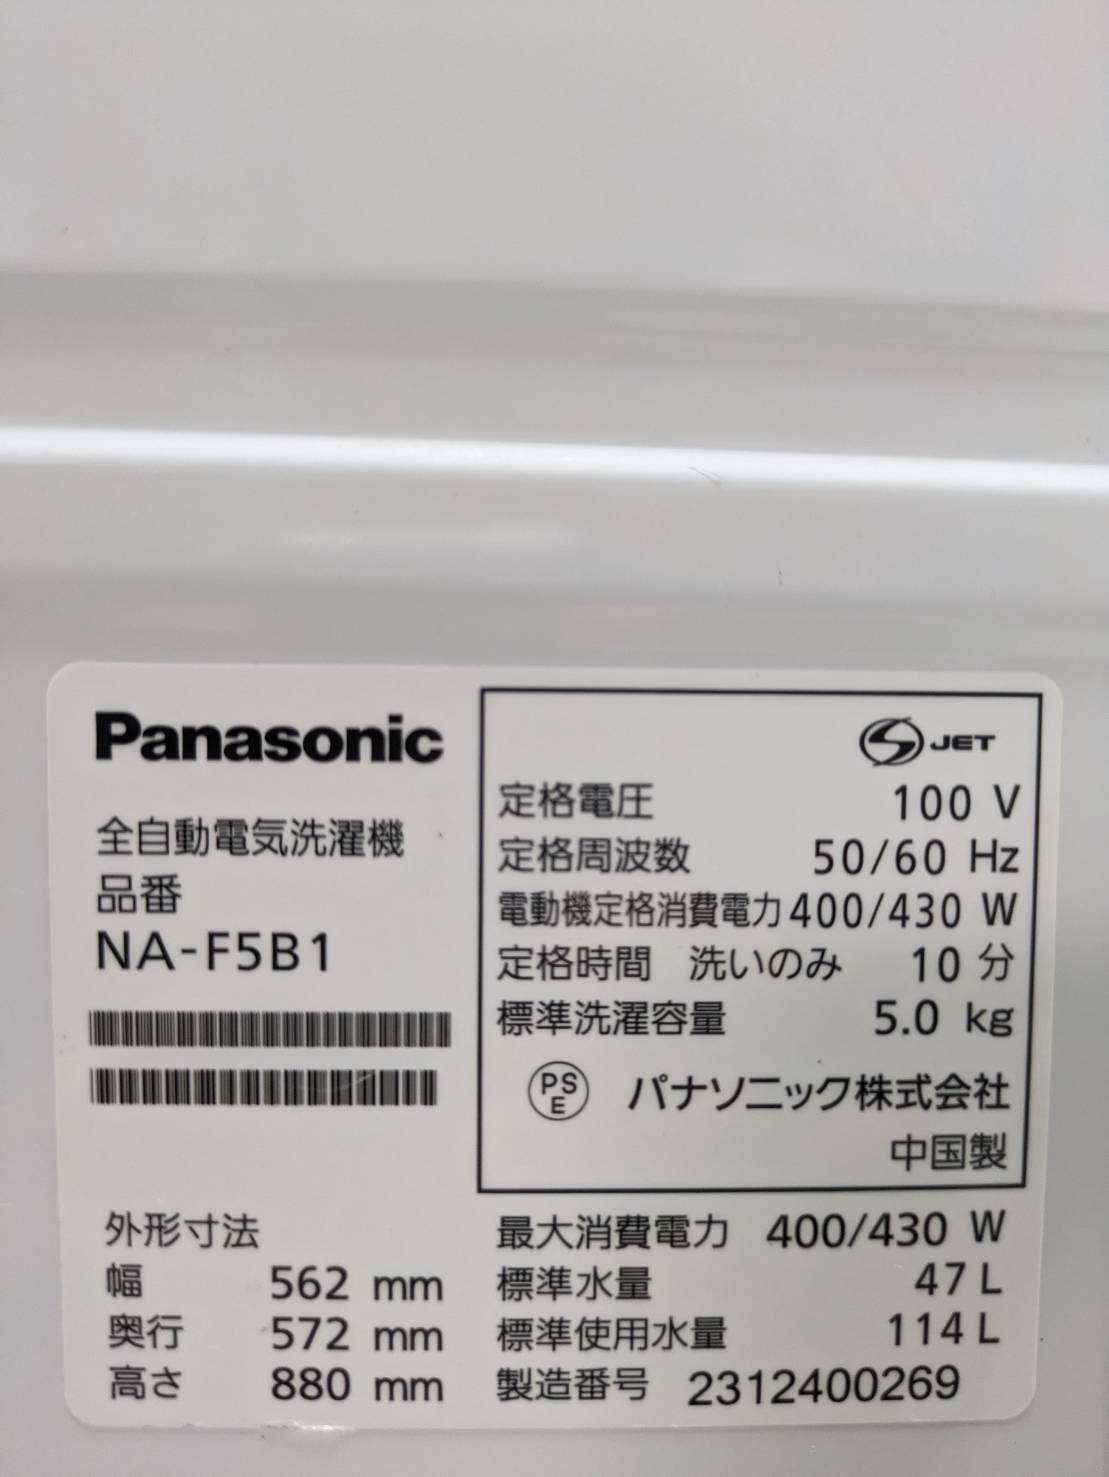 Panasonic
全自動電気洗濯機
品番
NA-F5B1
JET
定格電圧 100 V
定格周波数 50/60 Hz
電動機定格消費電力 400/430 W
定格時間 洗いのみ 10 分
標準洗濯容量 5.0 kg
PS
E
パナソニック株式会社
中国製
外形寸法
幅 562 mm
奥行 572 mm
高さ 880 mm
最大消費電力 400/430 W
標準水量 47 L
標準使用水量 114 L
製造番号 2312400269